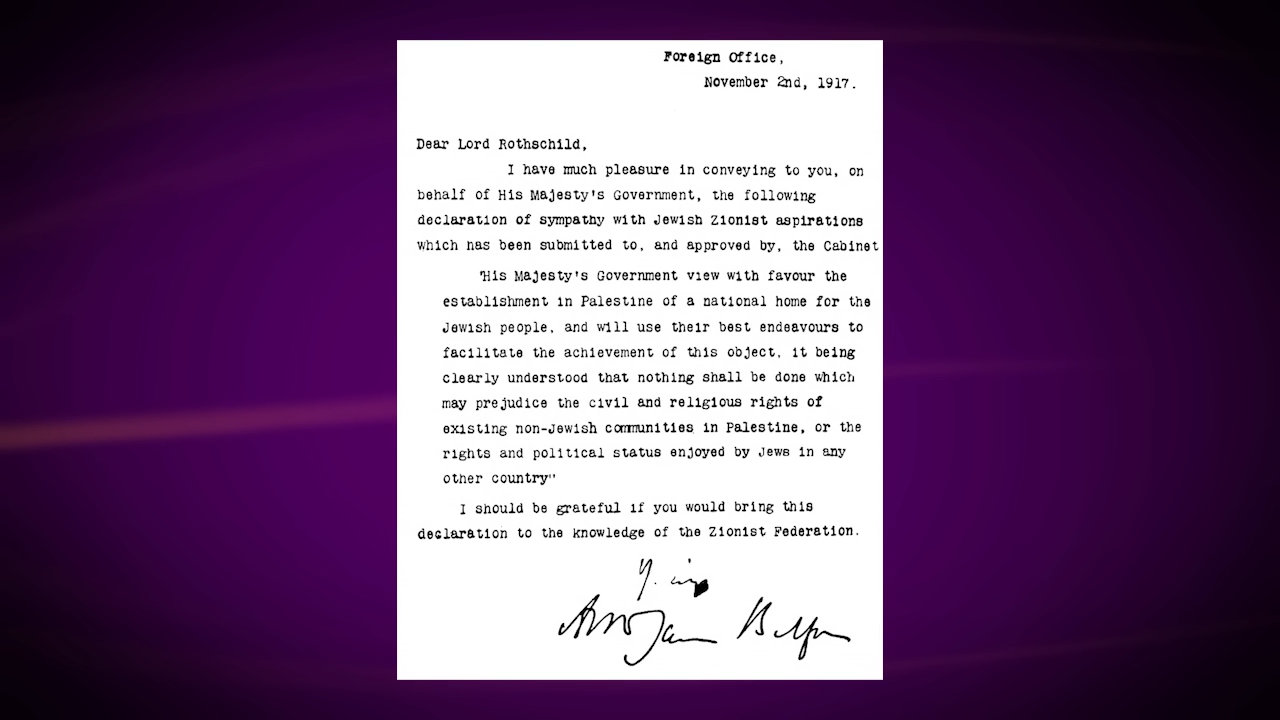 Foreign Office,
November 2nd, 1917.
Dear Lord Rothschild,
I have much pleasure in conveying to you, on
behalf of His Majesty's Government, the following
declaration of sympathy with Jewish Zionist aspirations
which has been submitted to, and approved by, the Cabinet
'His Majesty's Government view with favour the
establishment in Palestine of a national home for the
Jewish people, and will use their best endeavours to
facilitate the achievement of this object, it being
clearly understood that nothing shall be done which
may prejudice the civil and religious rights of
existing non-Jewish communities in Palestine, or the
rights and political status enjoyed by Jews in any
other country"
I should be grateful if you would bring this
declaration to the knowledge of the Zionist Federation.
Balfour